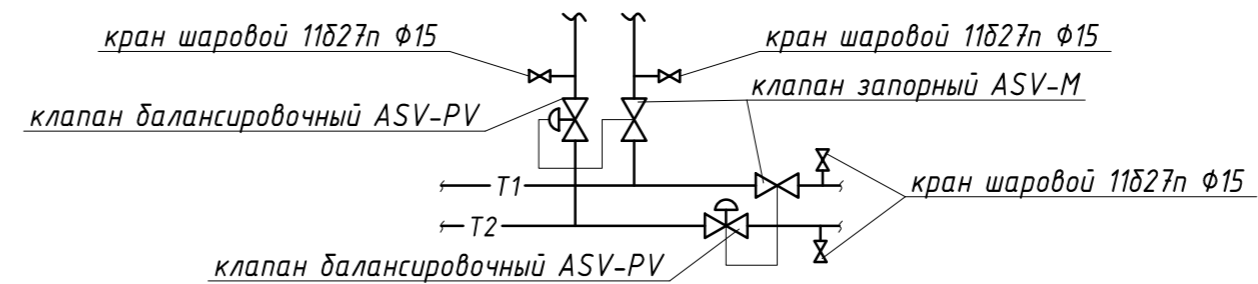 кран шаровой 11б27п Ф15
кран шаровой 11б27п Ф15
клапан запорный ASV-M
клапан балансировочный ASV-PV
T1
кран шаровой 11б27п Ф15
T2
клапан балансировочный ASV-PV